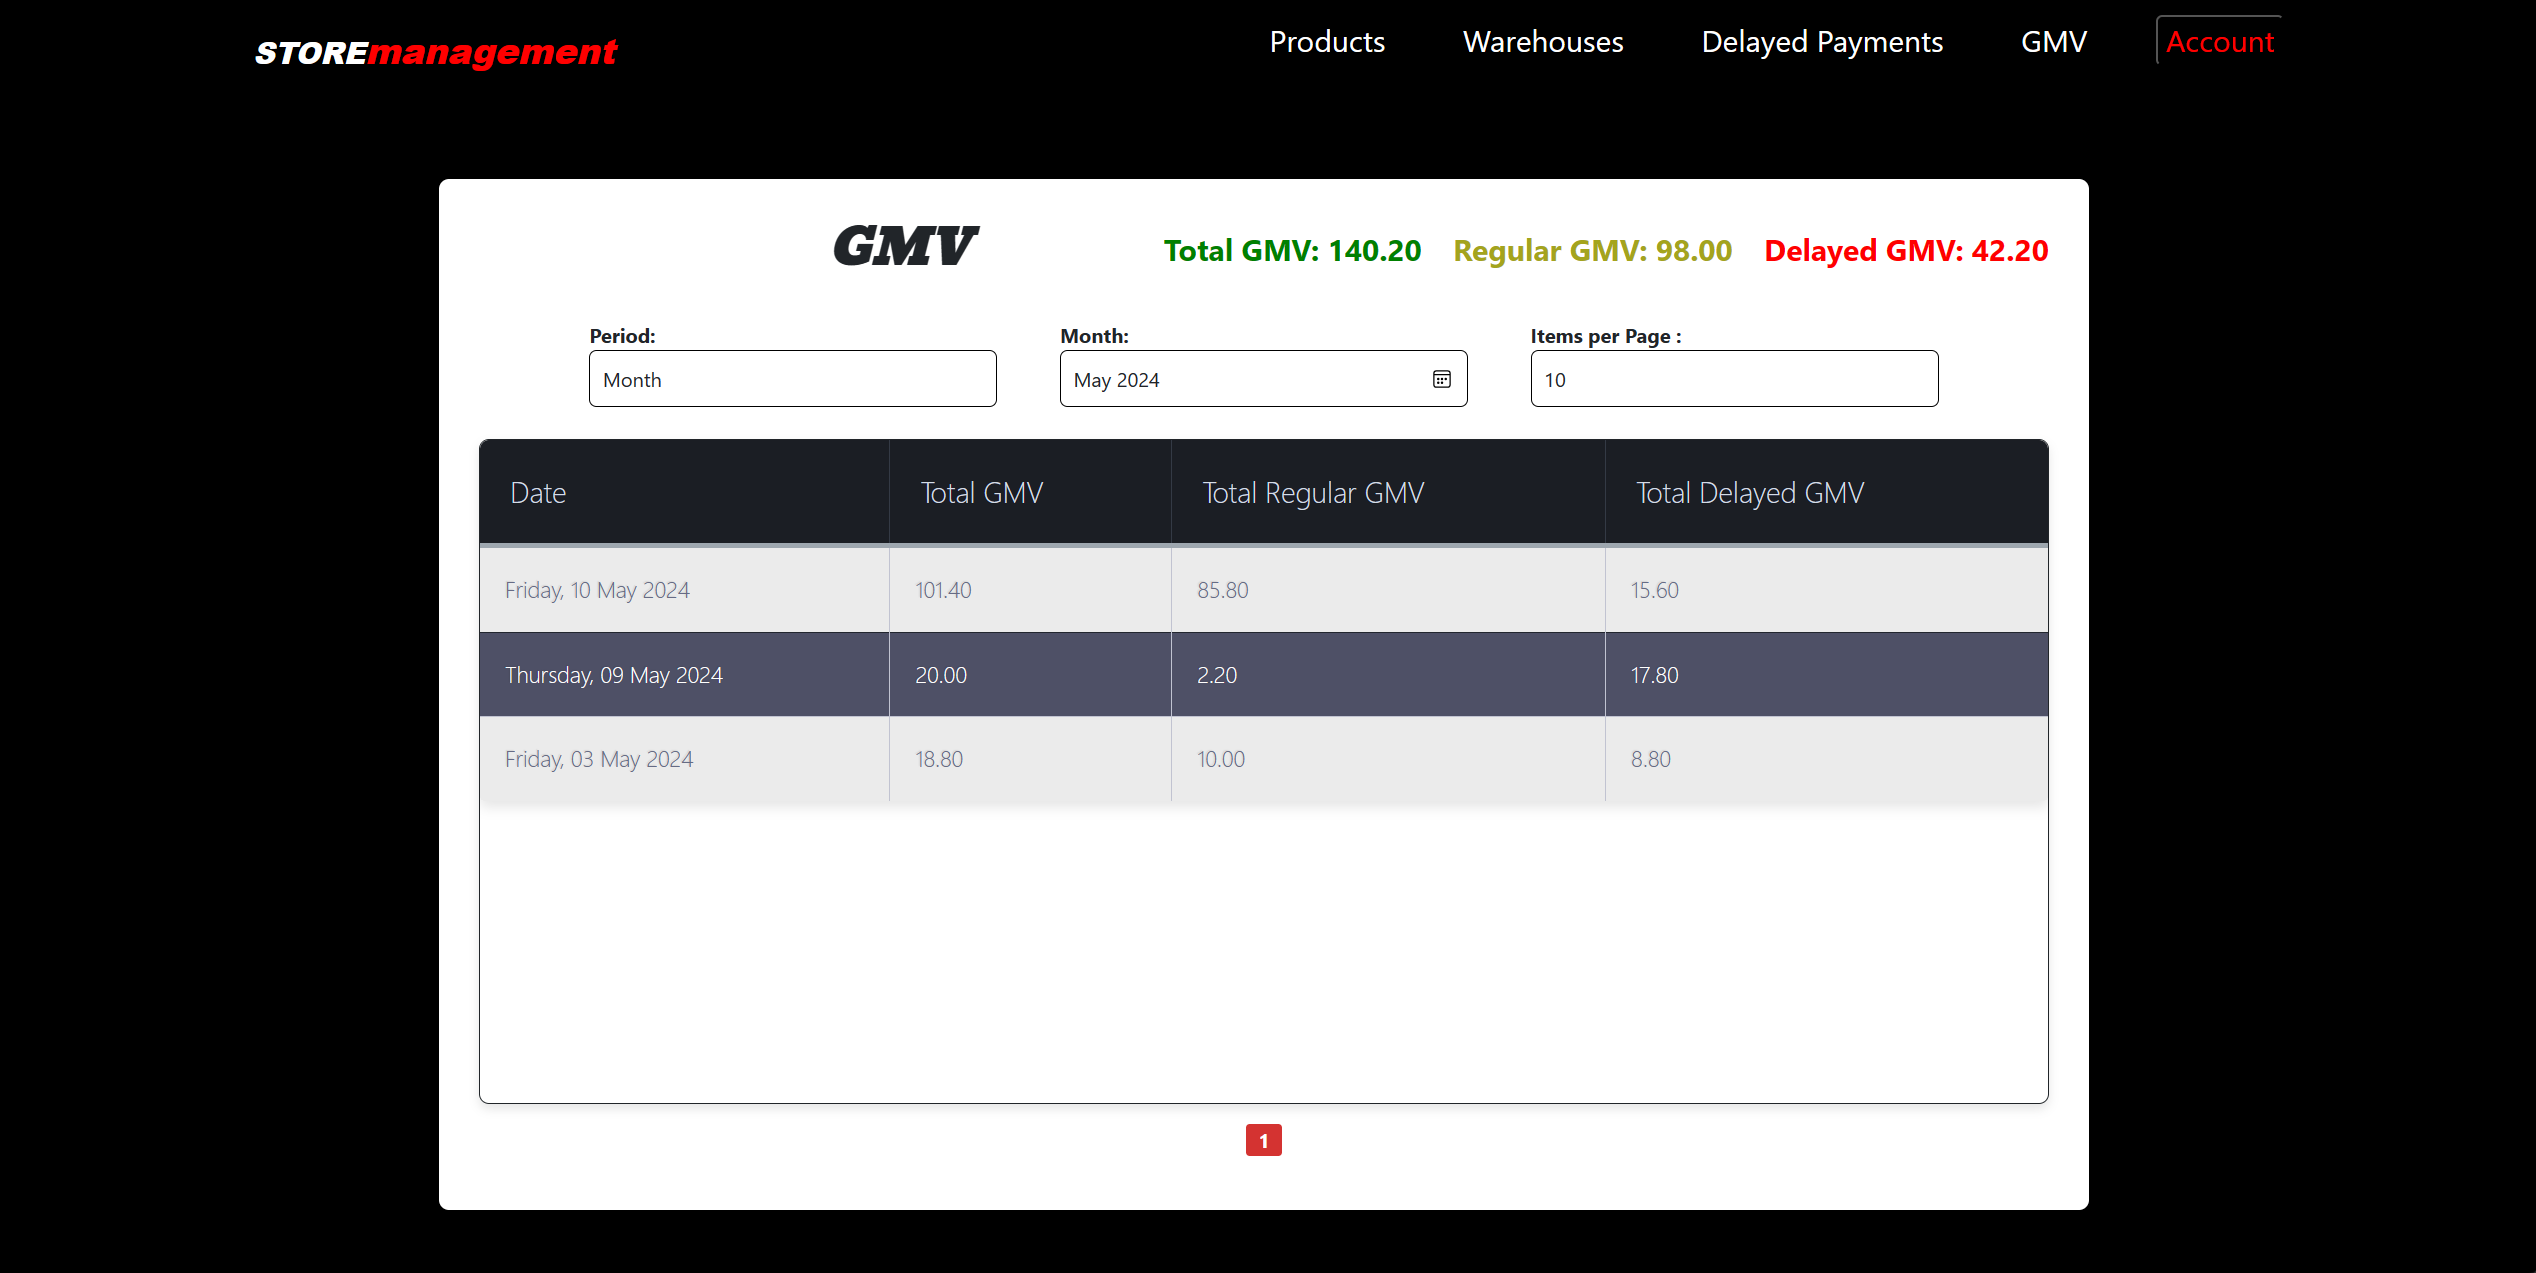 STOREmanagement
Products Warehouses Delayed Payments GMV Account
GMV
Total GMV: 140.20 Regular GMV: 98.00 Delayed GMV: 42.20
Period: Month: Items per Page :
Month May 2024 10
Date Total GMV Total Regular GMV Total Delayed GMV
Friday, 10 May 2024 101.40 85.80 15.60
Thursday, 09 May 2024 20.00 2.20 17.80
Friday, 03 May 2024 18.80 10.00 8.80
1